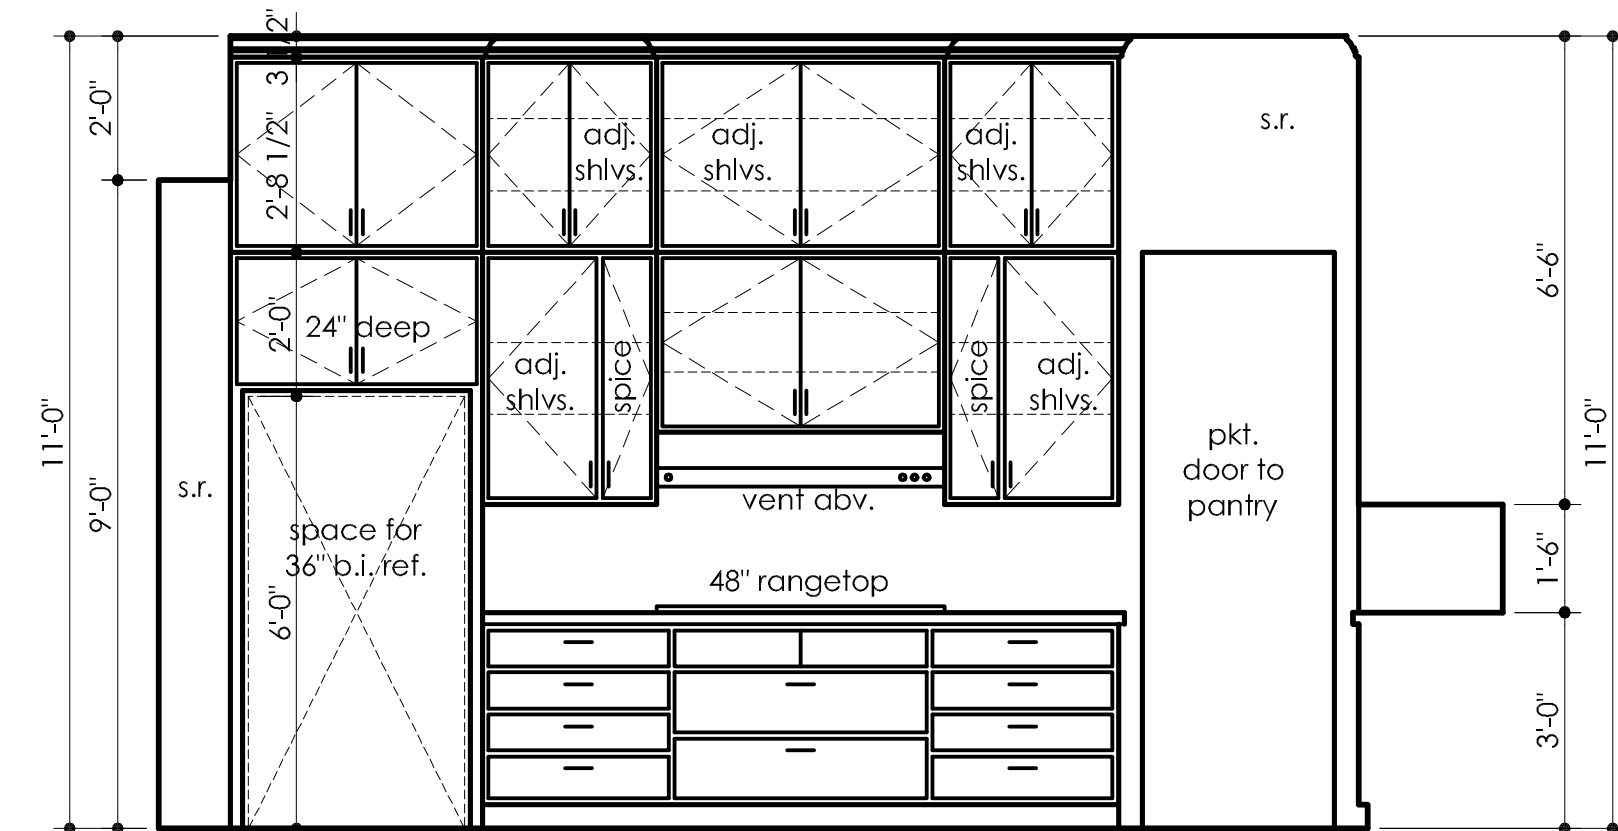 3 1/2"
2'-0"
2'-8 1/2"
s.r.
adj.
shlvs.
adj.
shlvs.
adj.
shlvs.
6'-6"
2'-0"
24" deep
adj.
shlvs.
spice
spice
adj.
shlvs.
11'-0"
9'-0"
11'-0"
pkt.
door to
pantry
s.r.
vent abv.
space for
36" b.i. ref.
1'-6"
48" rangetop
6'-0"
3'-0"